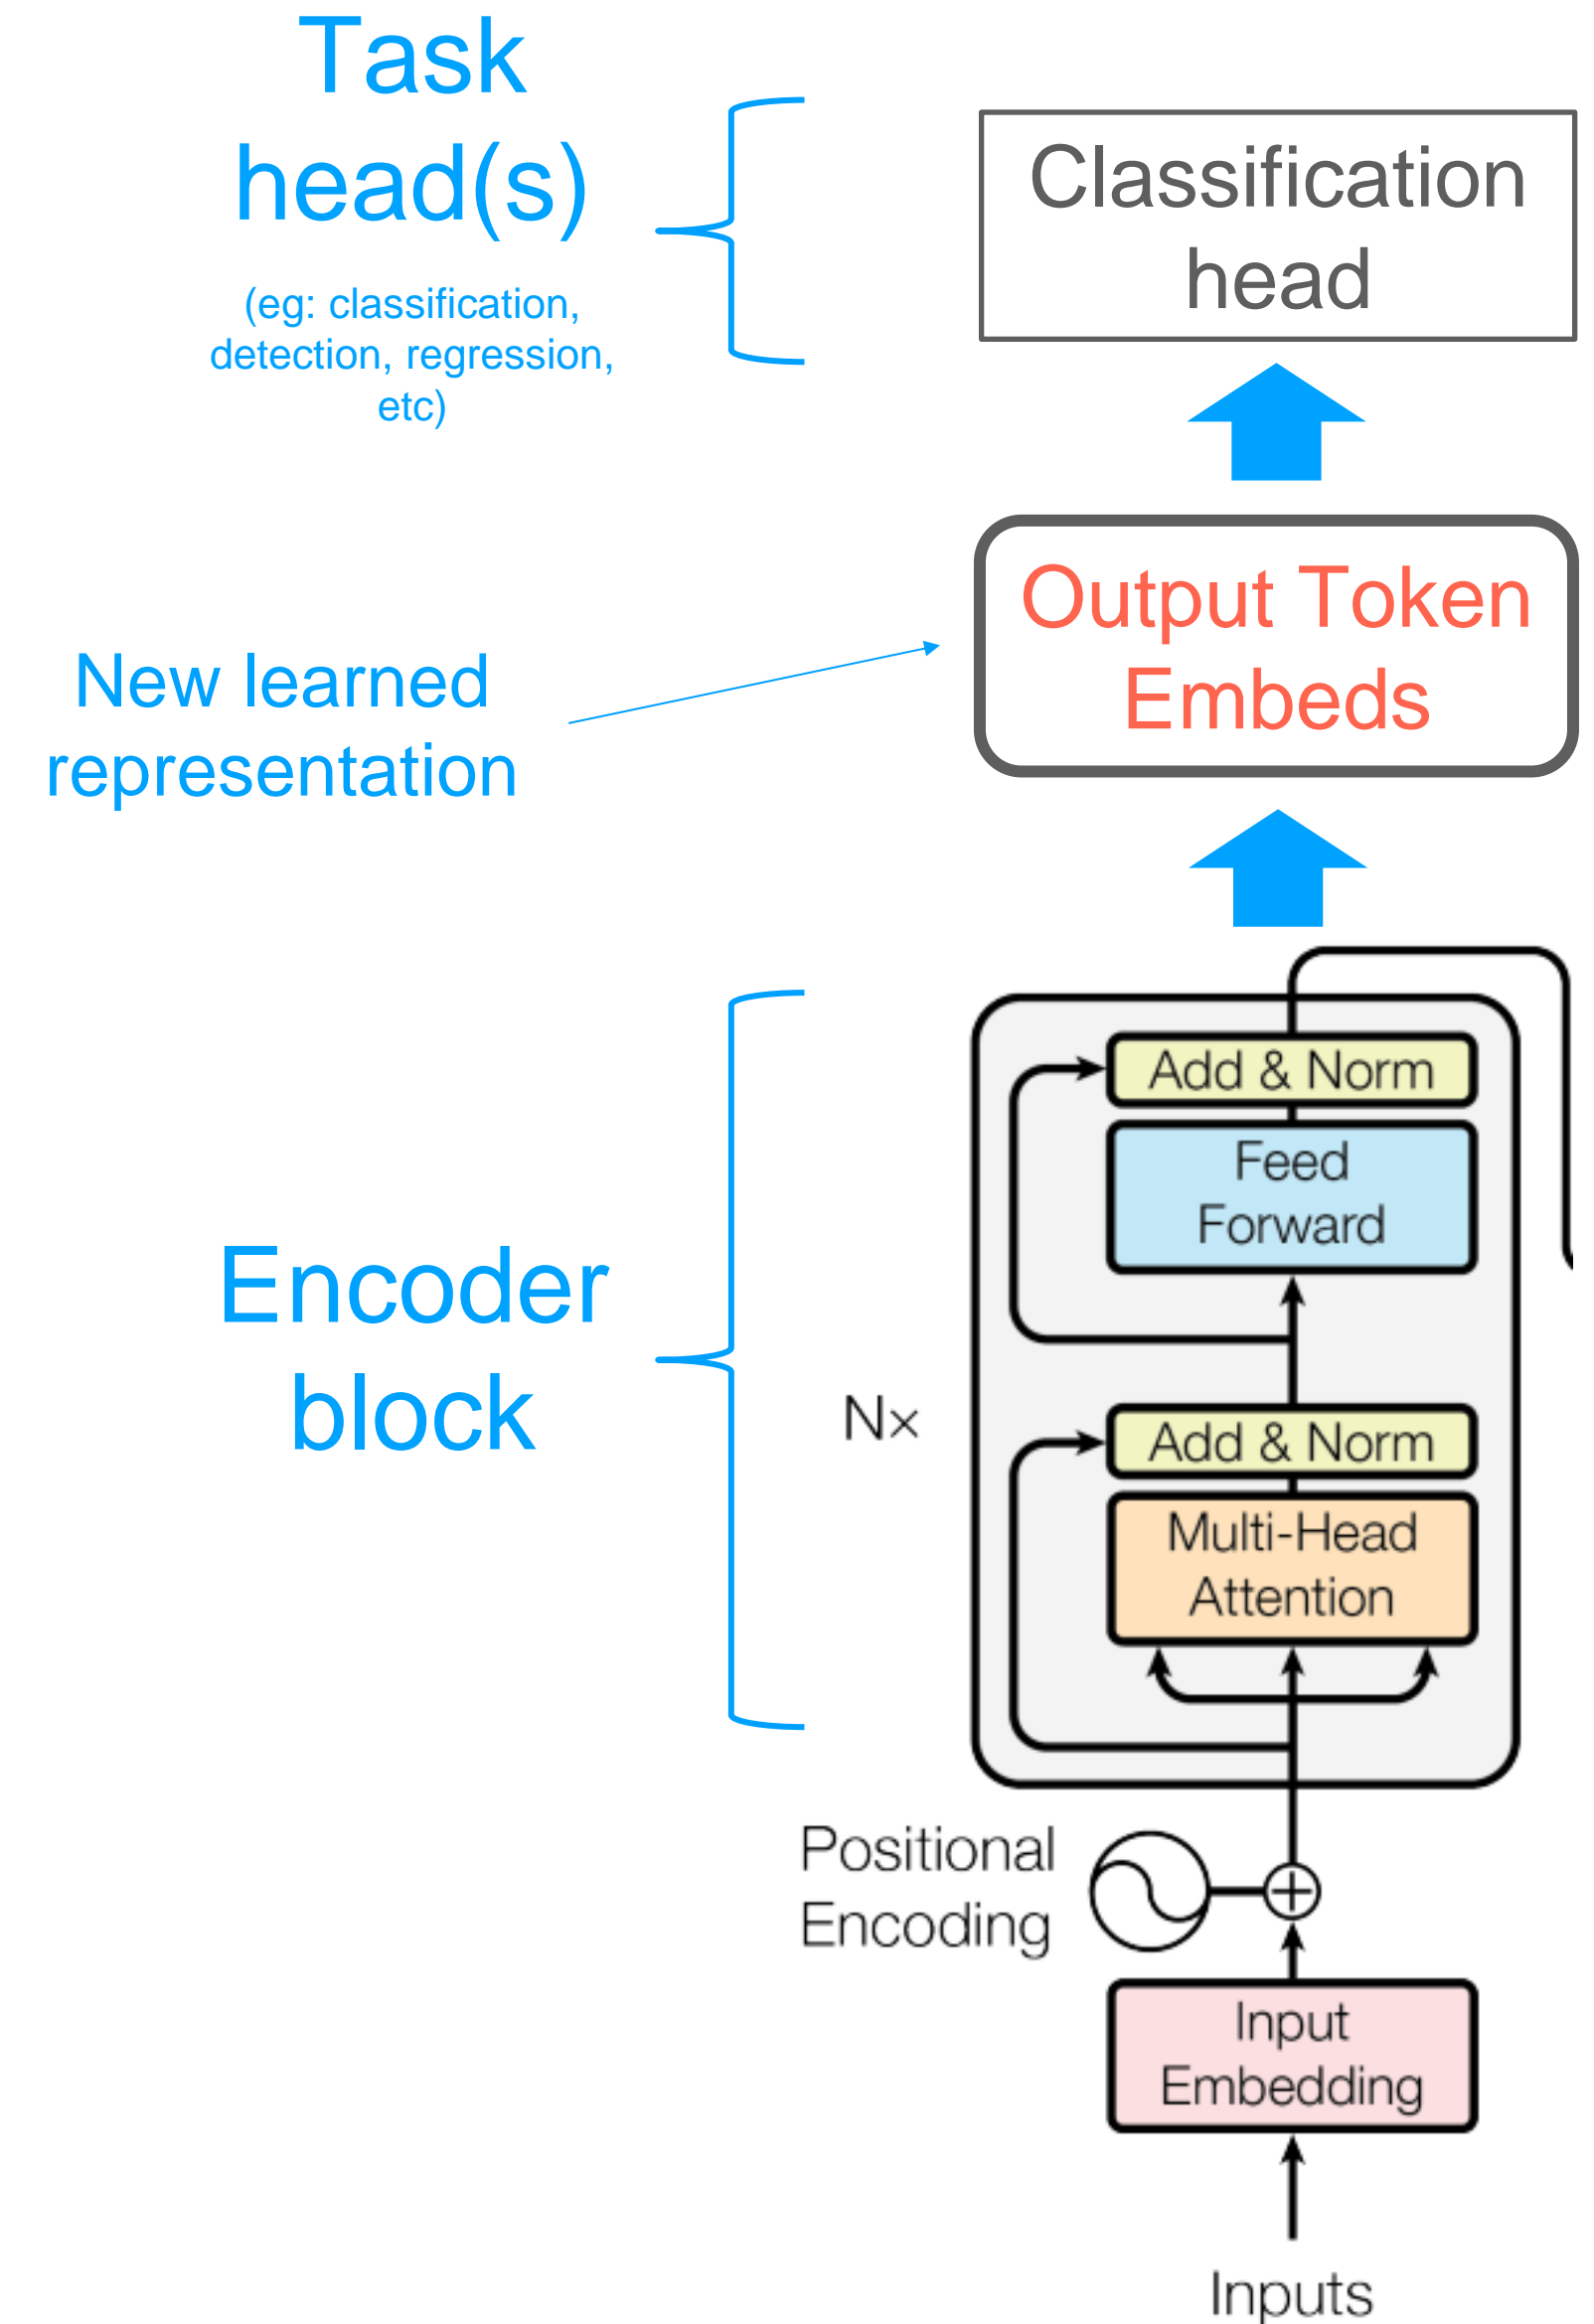 Task
head(s)
(eg: classification,
detection, regression,
etc)
Classification
head
New learned
representation
Output Token
Embeds
Encoder
block
N×
Add & Norm
Feed
Forward
Add & Norm
Multi-Head
Attention
Positional
Encoding
Input
Embedding
Inputs